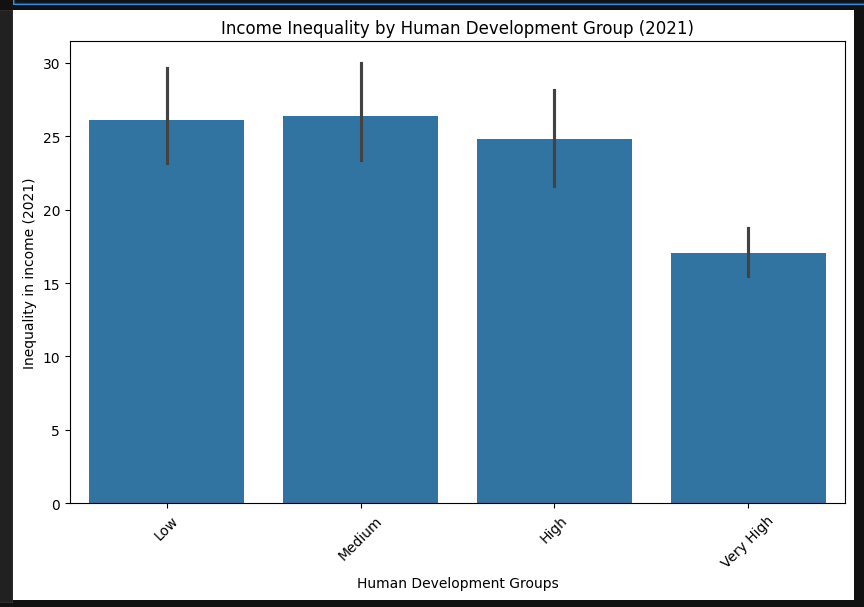 Income Inequality by Human Development Group (2021)
30
25
20
15
10
5
0
Inequality in income (2021)
Low
Medium
High
Very High
Human Development Groups